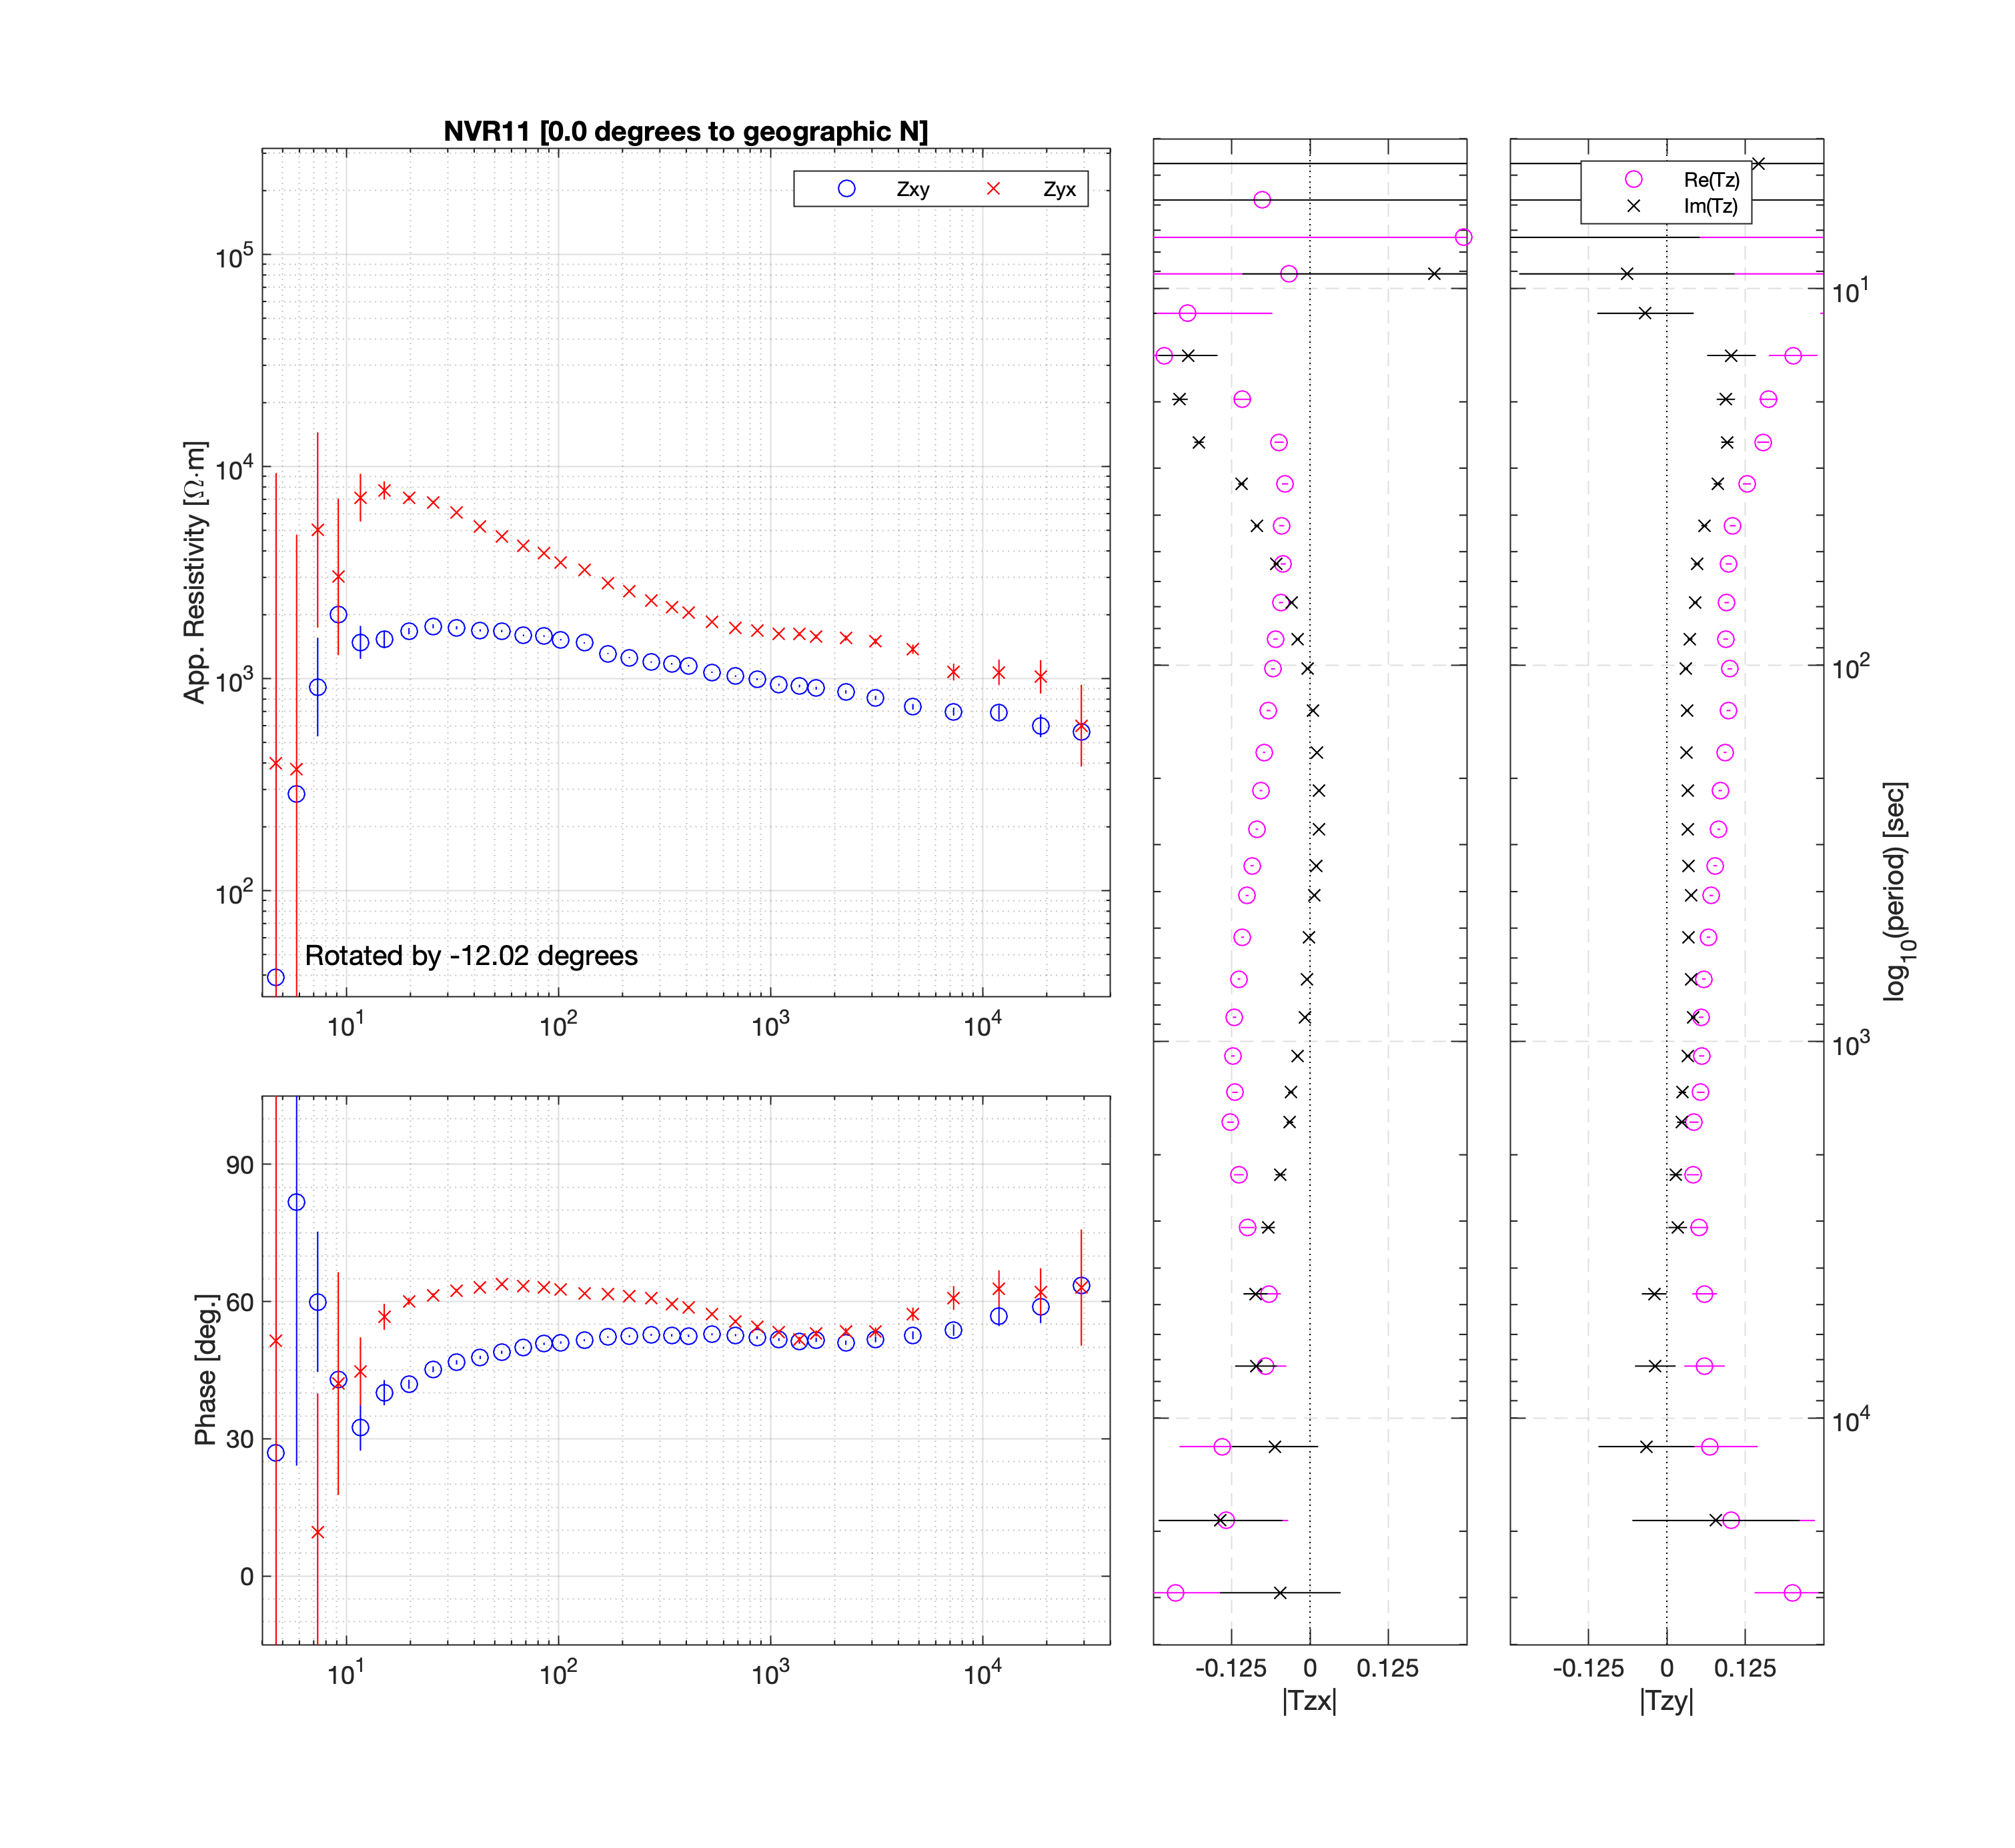 NVR11 [0.0 degrees to geographic N]
Zxy Zyx
App. Resistivity [Ω·m]
10^5
10^4
10^3
10^2
Rotated by -12.02 degrees
10^1 10^2 10^3 10^4
Phase [deg.]
90
60
30
0
10^1 10^2 10^3 10^4
-0.125 0 0.125
|Tzx|
Re(Tz)
Im(Tz)
10^1
10^2
10^3
10^4
log_10(period) [sec]
-0.125 0 0.125
|Tzy|